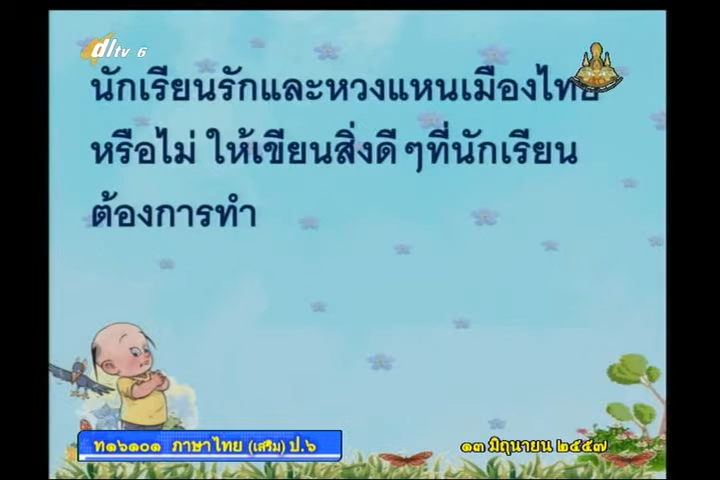 dltv 6
นักเรียนรักและหวงแหนเมืองไทย
หรือไม่ ให้เขียนสิ่งดี ๆที่นักเรียน
ต้องการทำ
ท๑๖๑๐๑ ภาษาไทย (เสริม) ป.๖
๑๓ มิถุนายน ๒๕๕๗